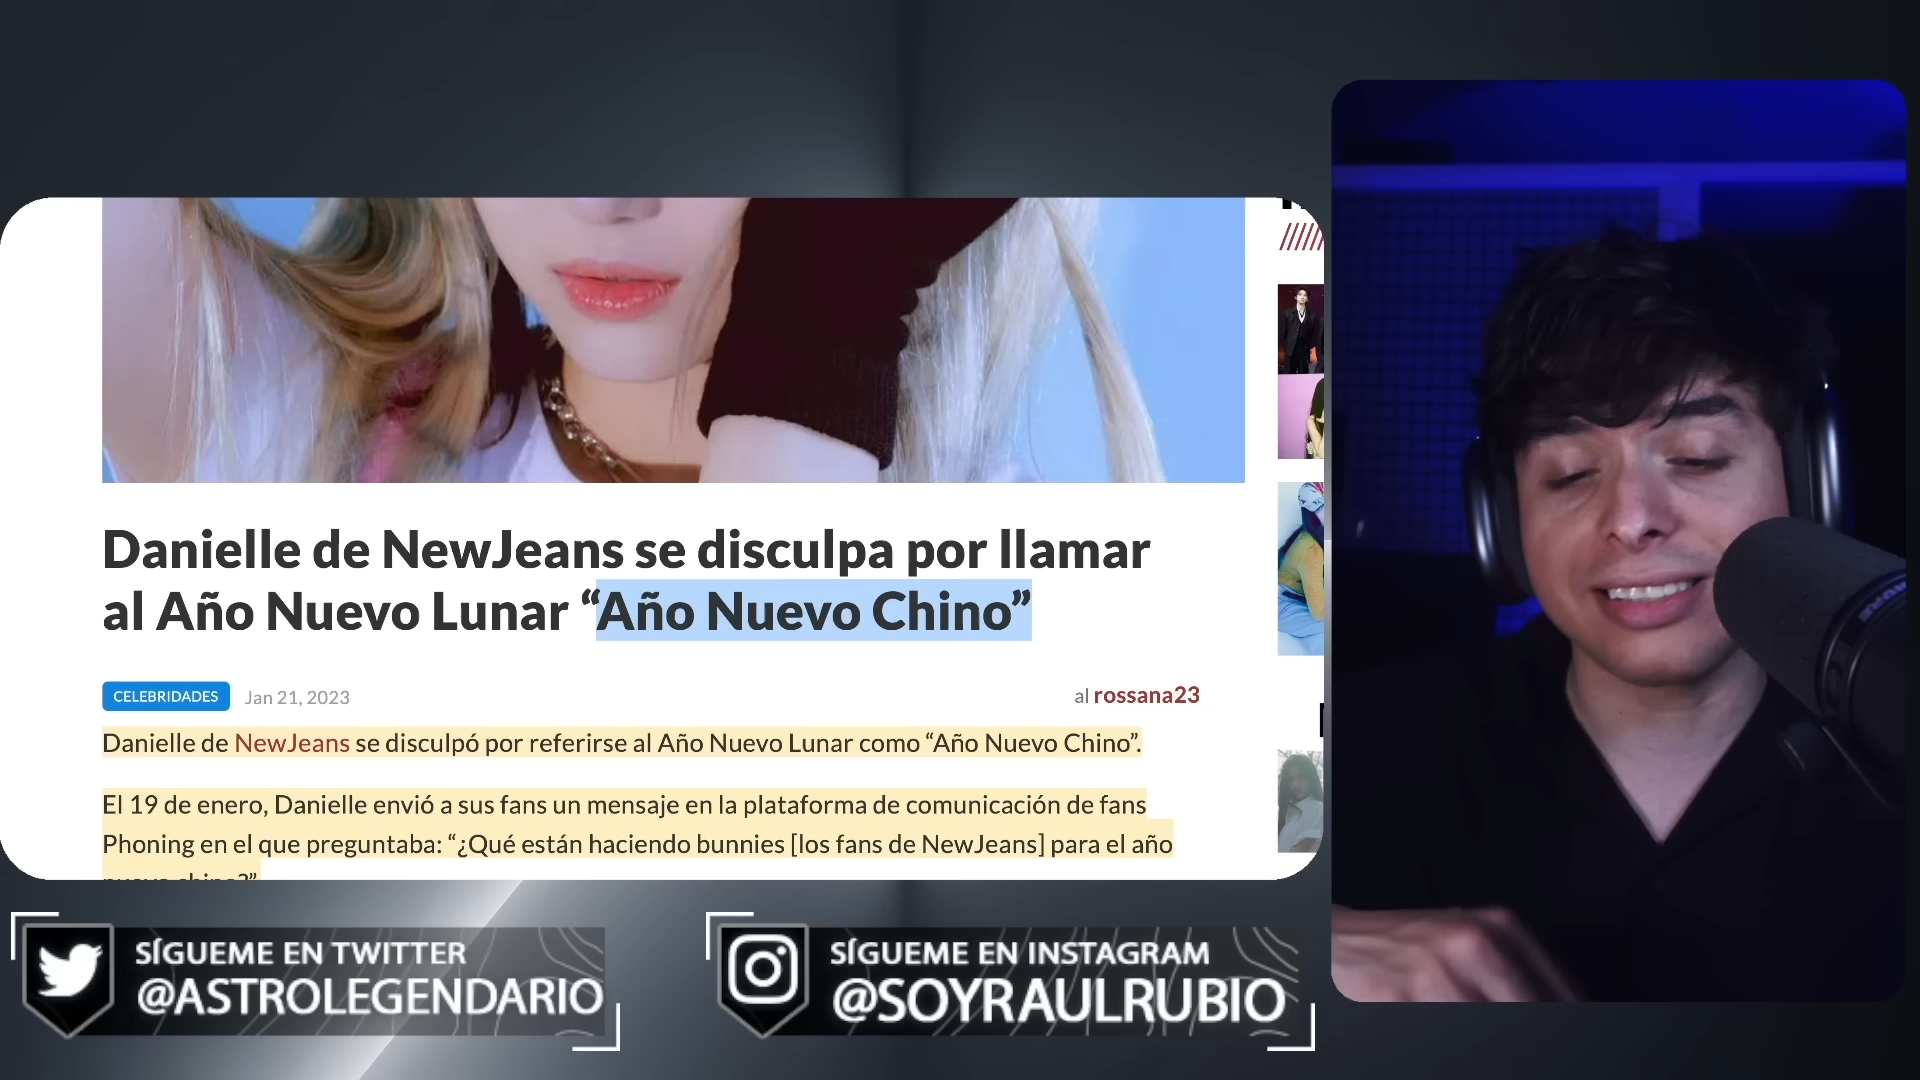 Danielle de NewJeans se disculpa por llamar
al Año Nuevo Lunar “Año Nuevo Chino”
CELEBRIDADES Jan 21, 2023 al rossana23
Danielle de NewJeans se disculpó por referirse al Año Nuevo Lunar como “Año Nuevo Chino”.
El 19 de enero, Danielle envió a sus fans un mensaje en la plataforma de comunicación de fans
Phoning en el que preguntaba: “¿Qué están haciendo bunnies [los fans de NewJeans] para el año
nuevo chino?”
SÍGUEME EN TWITTER
@ASTROLEGENDARIO
SÍGUEME EN INSTAGRAM
@SOYRAULRUBIO